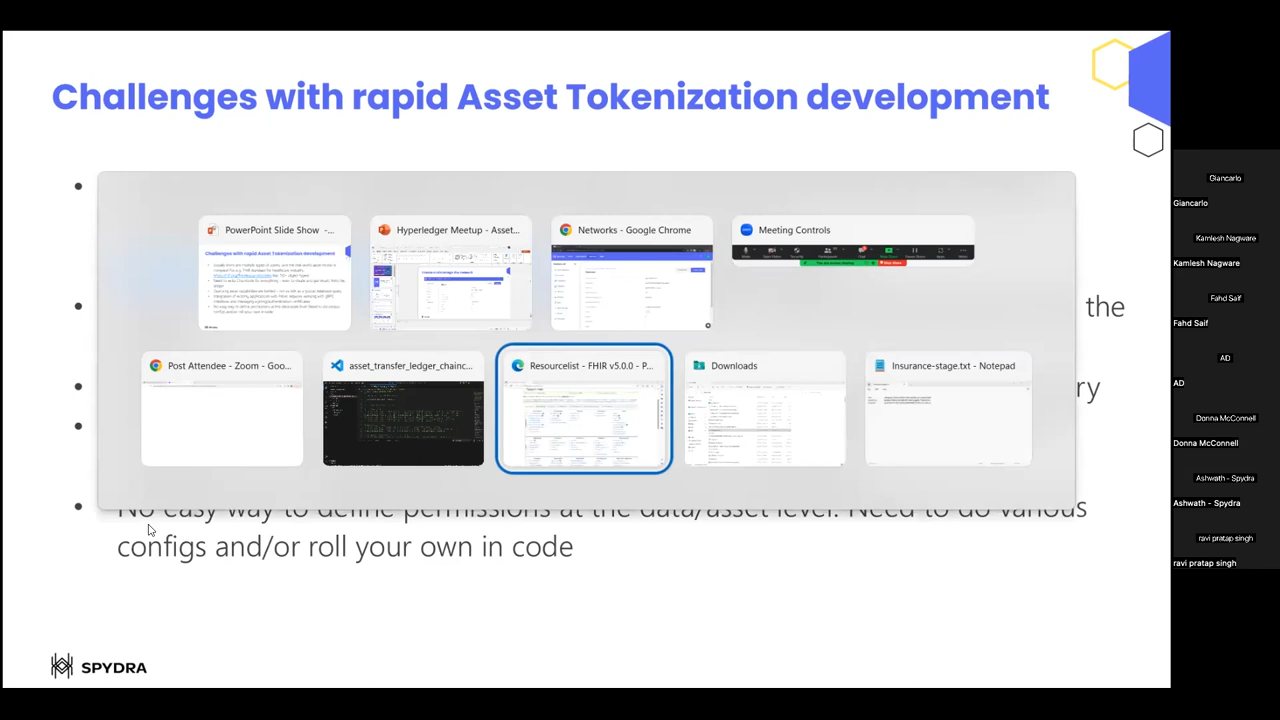 Challenges with rapid Asset Tokenization development
PowerPoint Slide Show -...
Hyperledger Meetup - Asset...
Networks - Google Chrome
Meeting Controls
Post Attendee - Zoom - Goo...
asset_transfer_ledger_chainc...
Resourcelist - FHIR v5.0.0 - P...
Downloads
Insurance-stage.txt - Notepad
the
ry
No easy way to define permissions at the data/asset level. Need to do various
configs and/or roll your own in code
SPYDRA
Giancarlo
Giancarlo
Kamlesh Nagware
Kamlesh Nagware
Fahd Saif
Fahd Saif
AD
AD
Donna McConnell
Donna McConnell
Ashwath - Spydra
Ashwath - Spydra
ravi pratap singh
ravi pratap singh